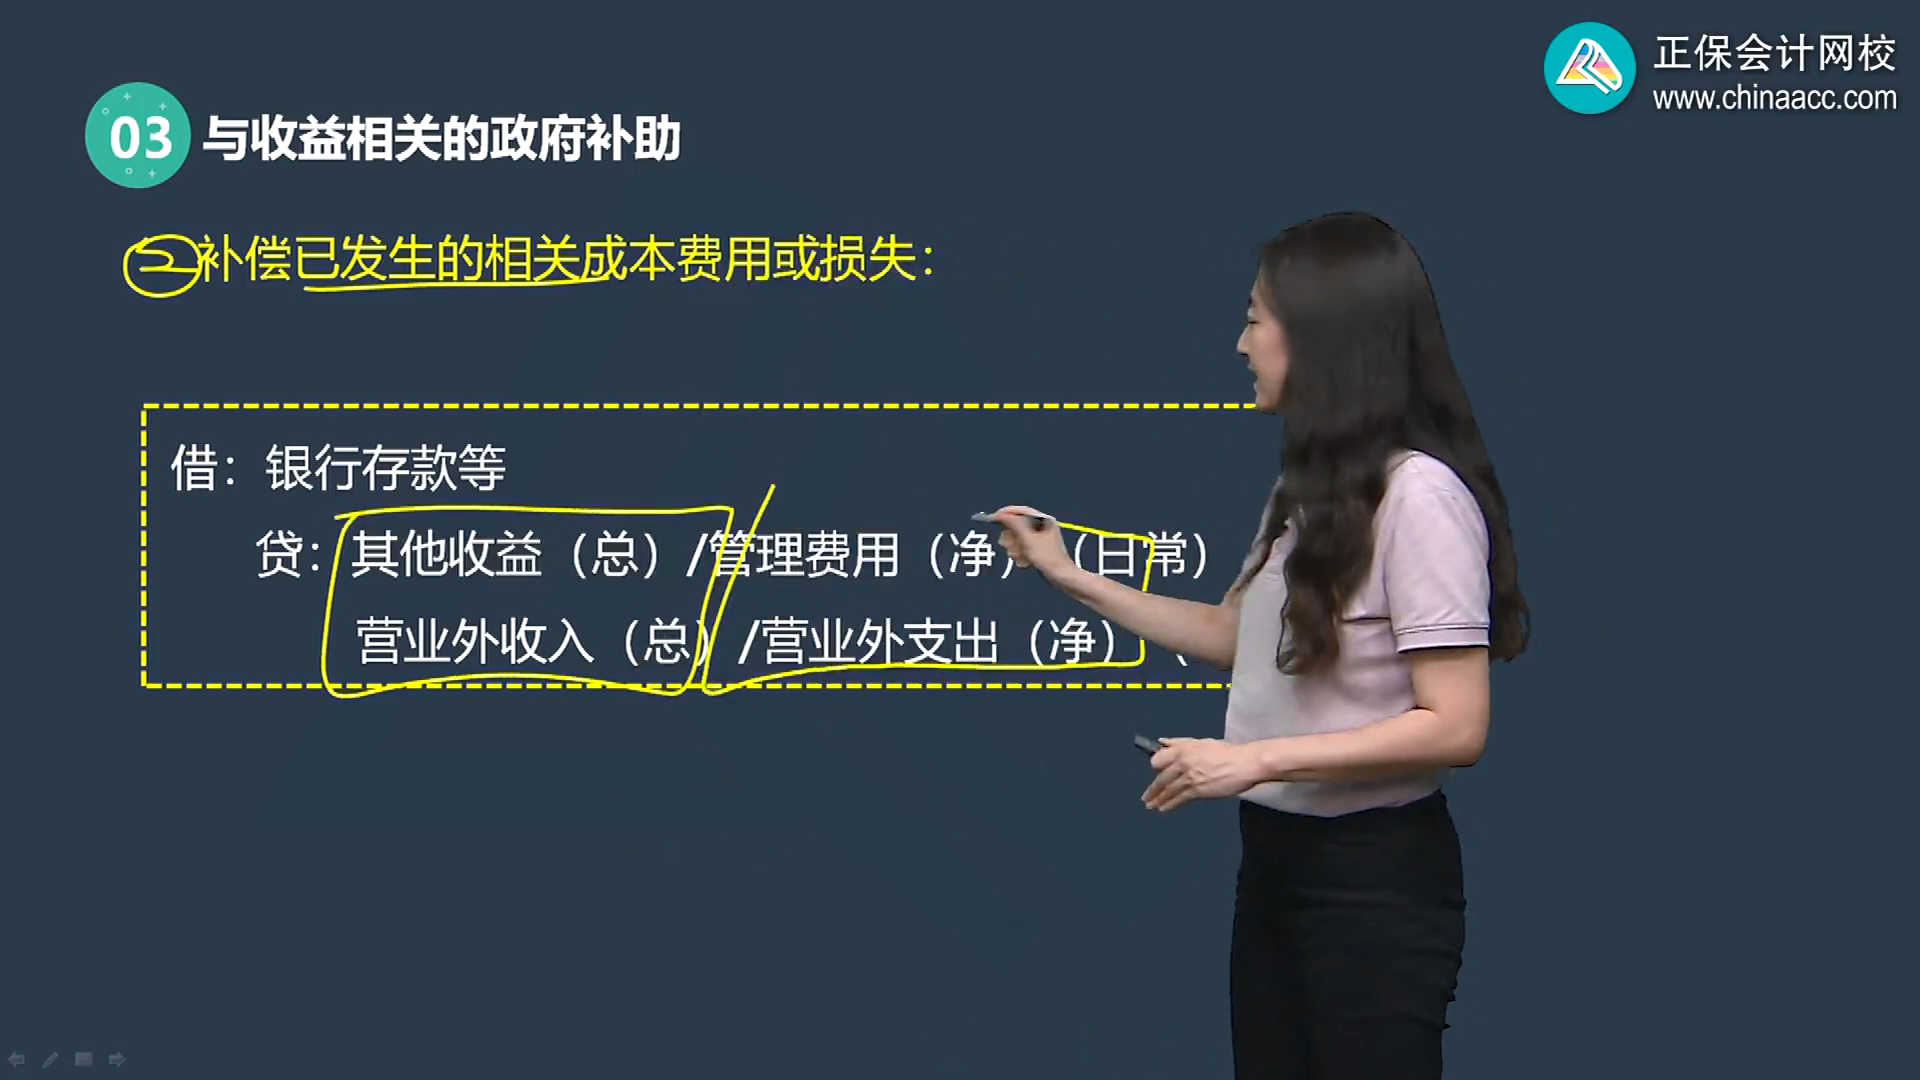 正保会计网校
www.chinaacc.com
03 与收益相关的政府补助
二补偿已发生的相关成本费用或损失：
借：银行存款等
贷：其他收益（总）/管理费用（净）（日常）
营业外收入（总）/营业外支出（净）（